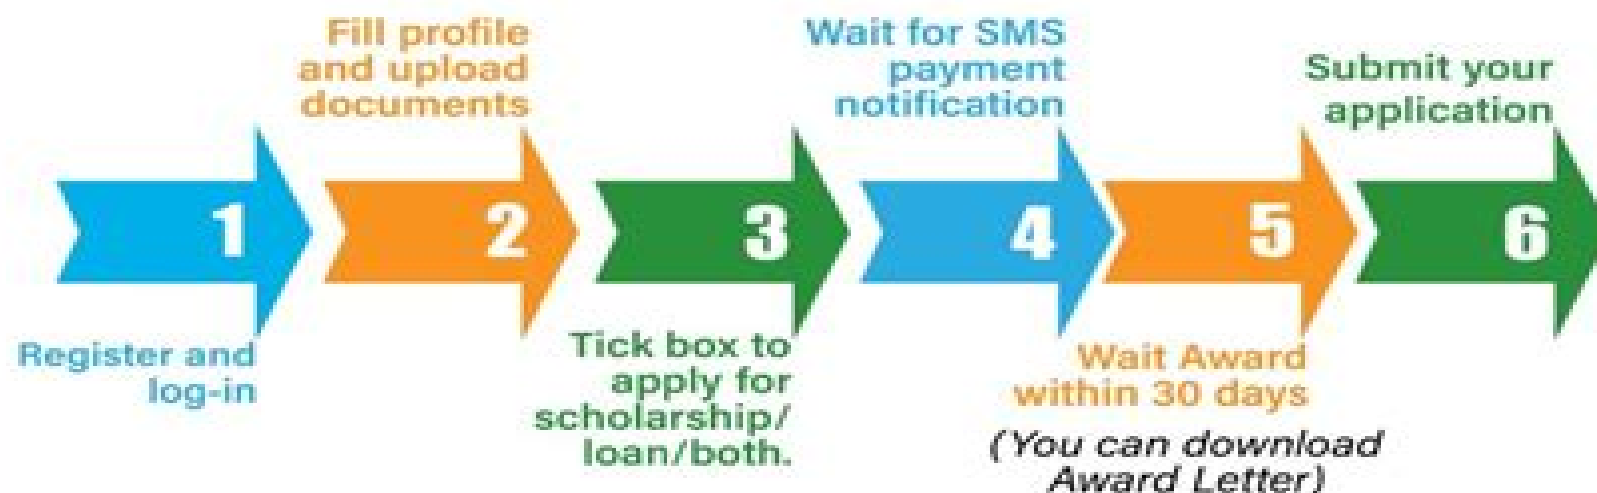 1
Register and
log-in
2
Fill profile
and upload
documents
3
Tick box to
apply for
scholarship/
loan/both.
4
Wait for SMS
payment
notification
5
Wait Award
within 30 days
(You can download
Award Letter)
6
Submit your
application